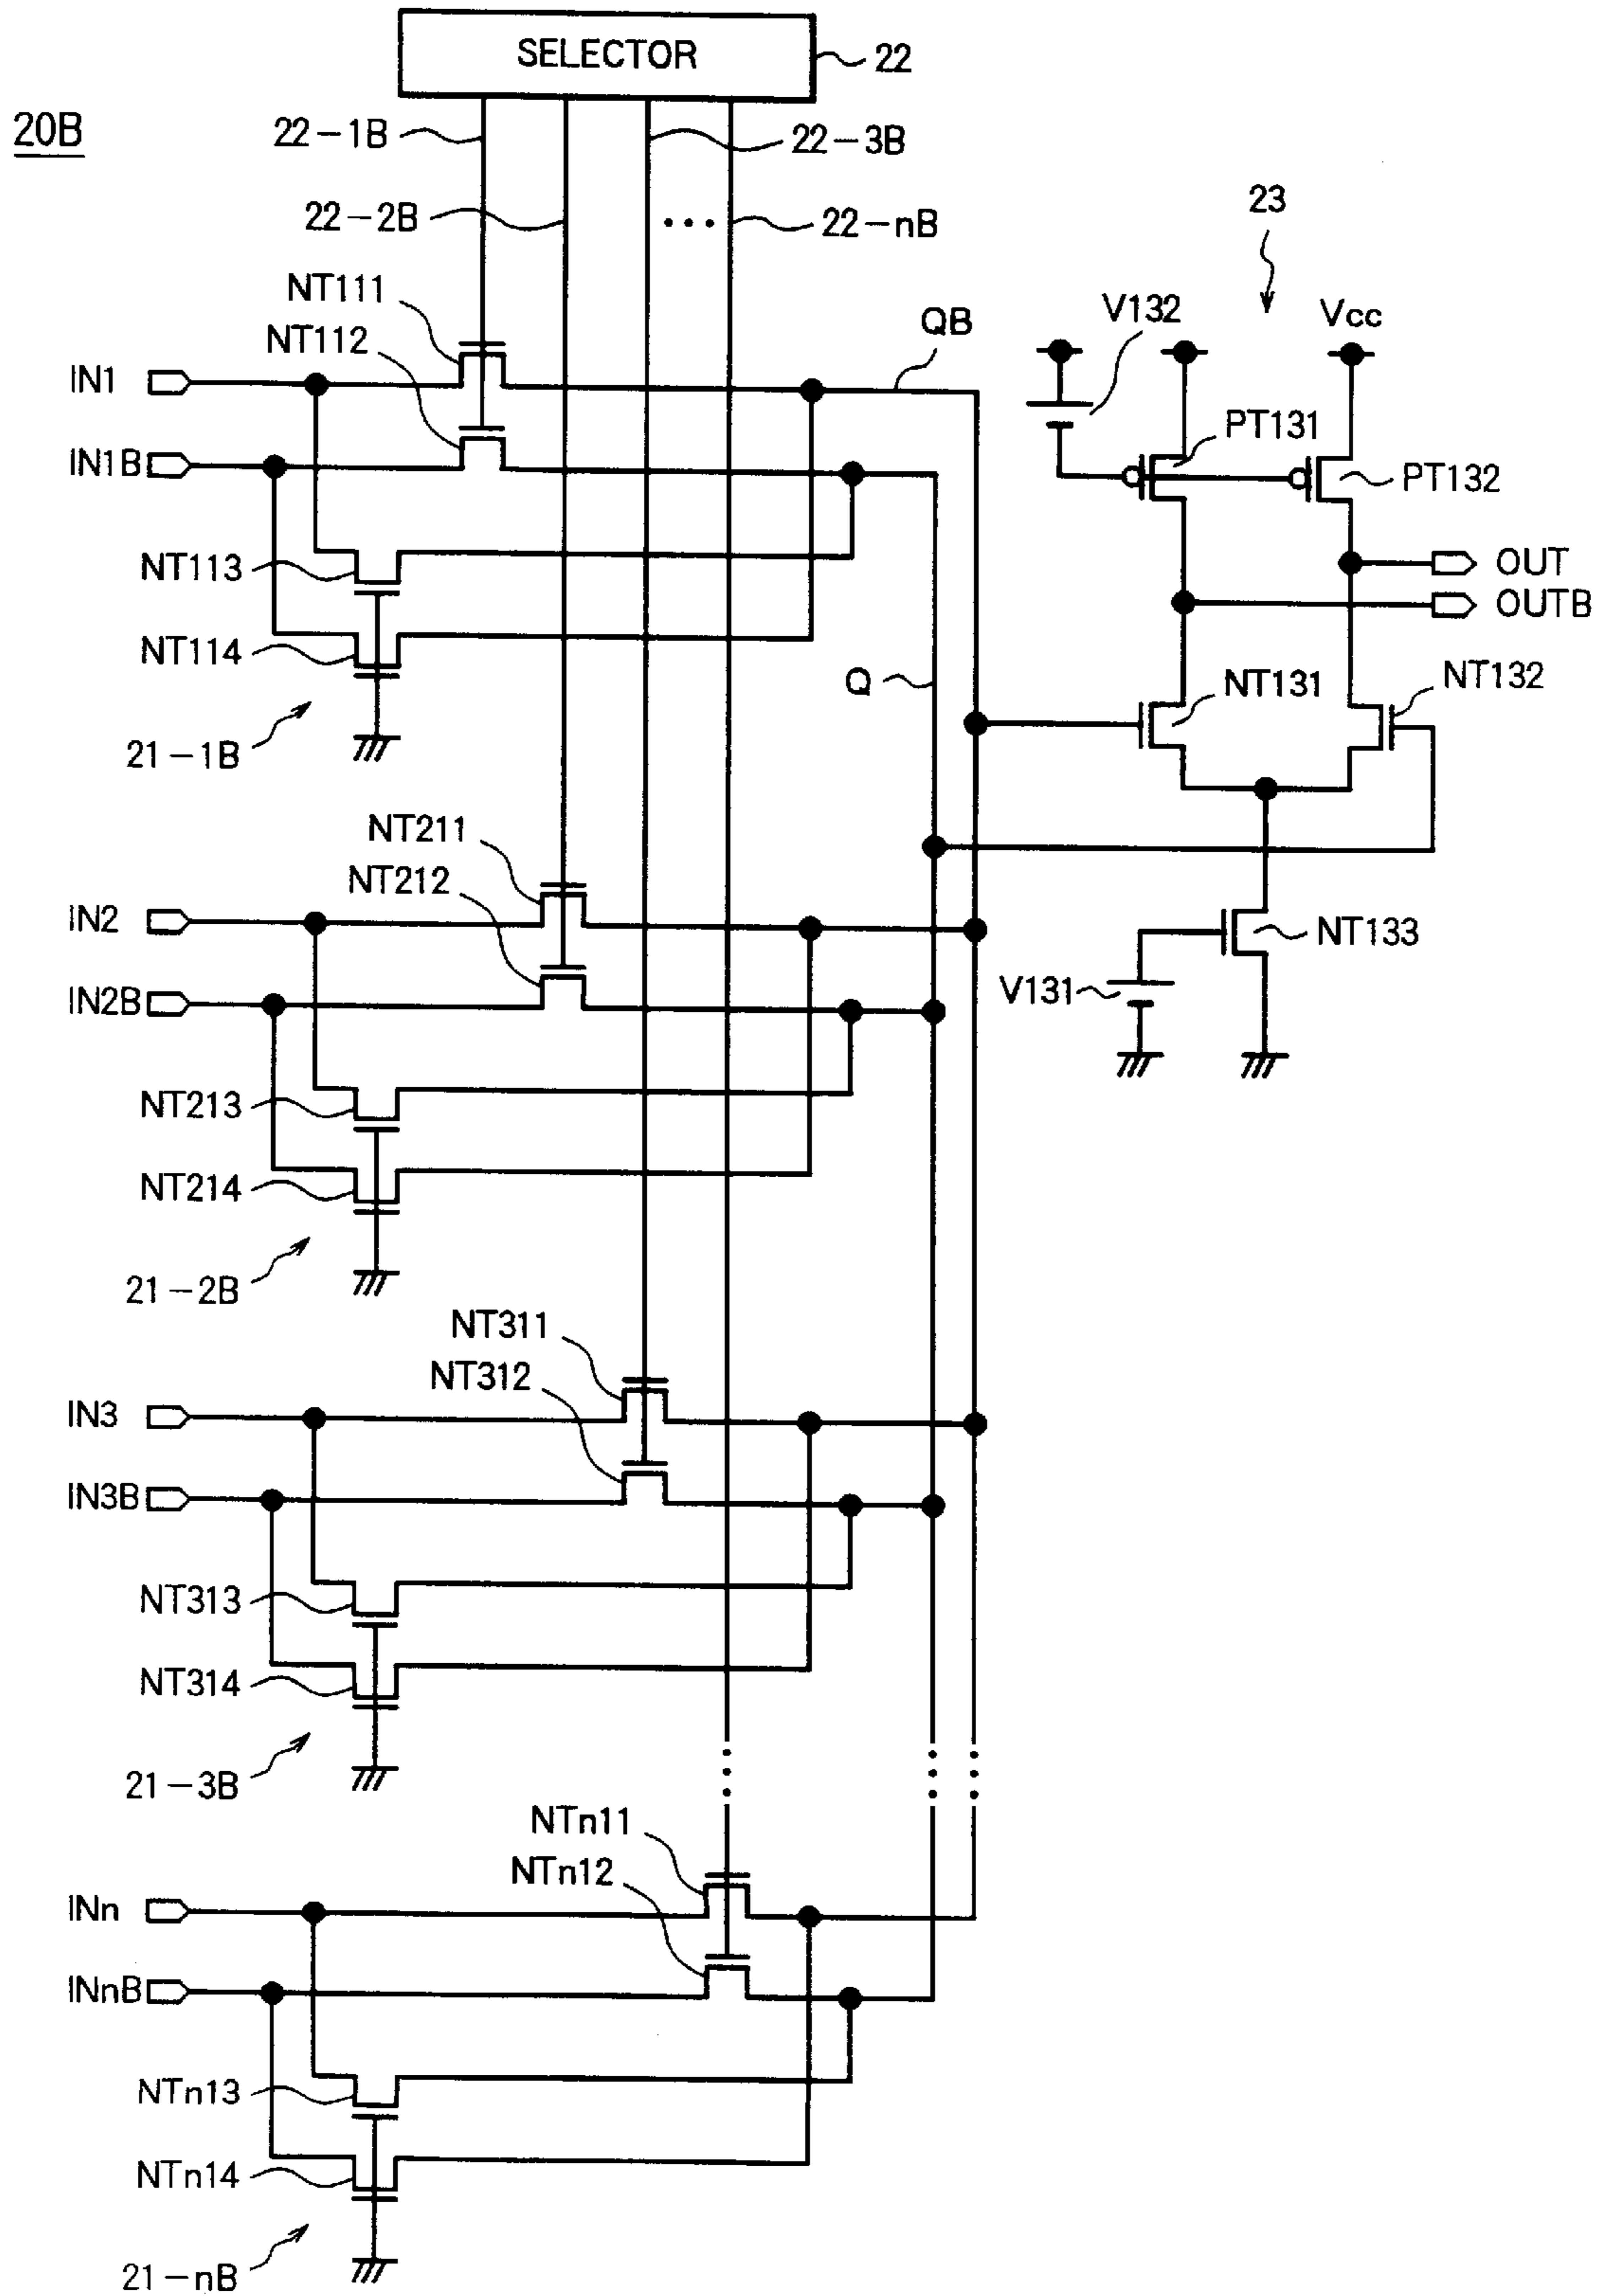 SELECTOR
22
20B
22-1B
22-3B
22-2B
...
22-nB
23
NT111
NT112
QB
V132
Vcc
IN1
IN1B
PT131
PT132
NT113
NT114
OUT
OUTB
Q
NT131
NT132
21-1B
NT211
NT212
IN2
IN2B
NT133
V131
NT213
NT214
21-2B
NT311
NT312
IN3
IN3B
NT313
NT314
21-3B
NTn11
NTn12
INn
INnB
NTn13
NTn14
21-nB